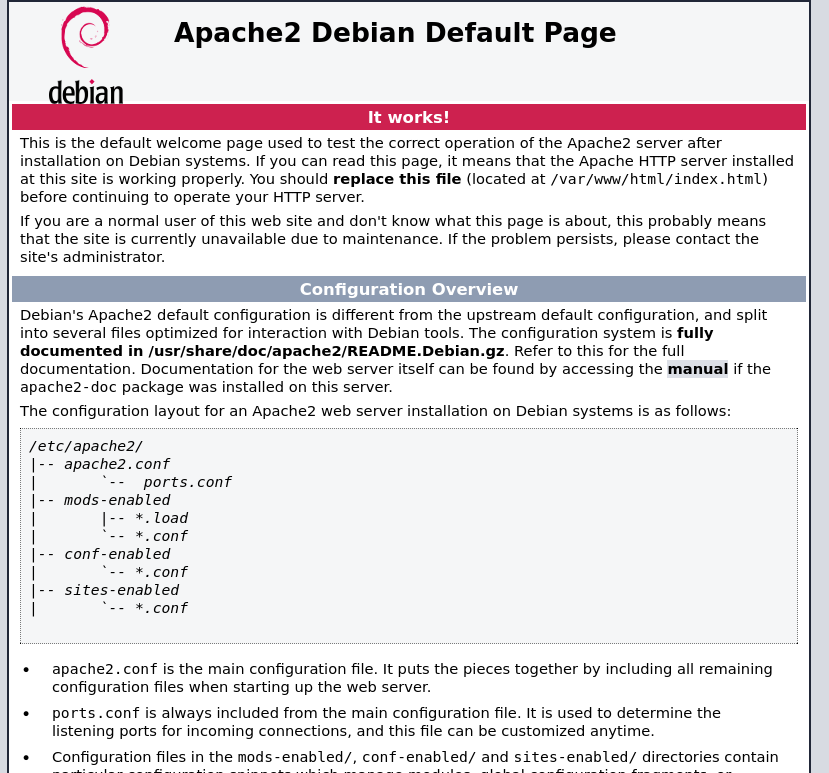 debian
Apache2 Debian Default Page
It works!
This is the default welcome page used to test the correct operation of the Apache2 server after
installation on Debian systems. If you can read this page, it means that the Apache HTTP server installed
at this site is working properly. You should replace this file (located at /var/www/html/index.html)
before continuing to operate your HTTP server.
If you are a normal user of this web site and don't know what this page is about, this probably means
that the site is currently unavailable due to maintenance. If the problem persists, please contact the
site's administrator.
Configuration Overview
Debian's Apache2 default configuration is different from the upstream default configuration, and split
into several files optimized for interaction with Debian tools. The configuration system is fully
documented in /usr/share/doc/apache2/README.Debian.gz. Refer to this for the full
documentation. Documentation for the web server itself can be found by accessing the manual if the
apache2-doc package was installed on this server.
The configuration layout for an Apache2 web server installation on Debian systems is as follows:
/etc/apache2/
|-- apache2.conf
|       `--  ports.conf
|-- mods-enabled
|       |-- *.load
|       `-- *.conf
|-- conf-enabled
|       `-- *.conf
|-- sites-enabled
|       `-- *.conf
• apache2.conf is the main configuration file. It puts the pieces together by including all remaining
configuration files when starting up the web server.
• ports.conf is always included from the main configuration file. It is used to determine the
listening ports for incoming connections, and this file can be customized anytime.
• Configuration files in the mods-enabled/, conf-enabled/ and sites-enabled/ directories contain
particular configuration snippets which manage modules, global configuration fragments, or